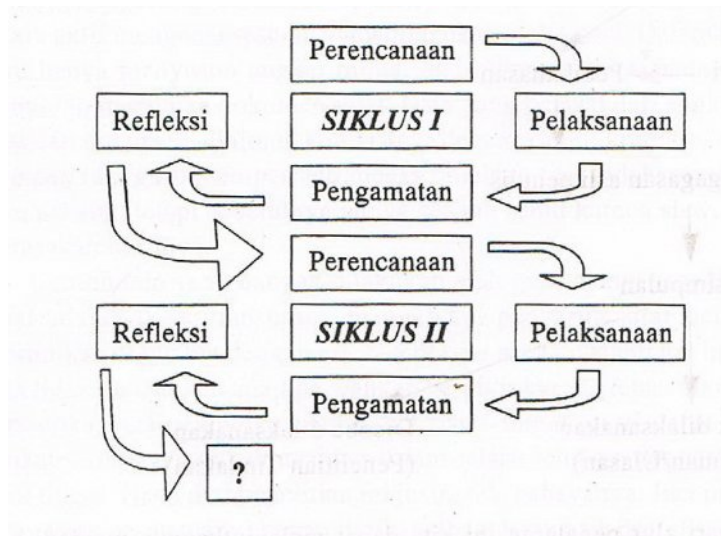 Perencanaan
Refleksi SIKLUS I Pelaksanaan
Pengamatan
Perencanaan
Refleksi SIKLUS II Pelaksanaan
Pengamatan
?